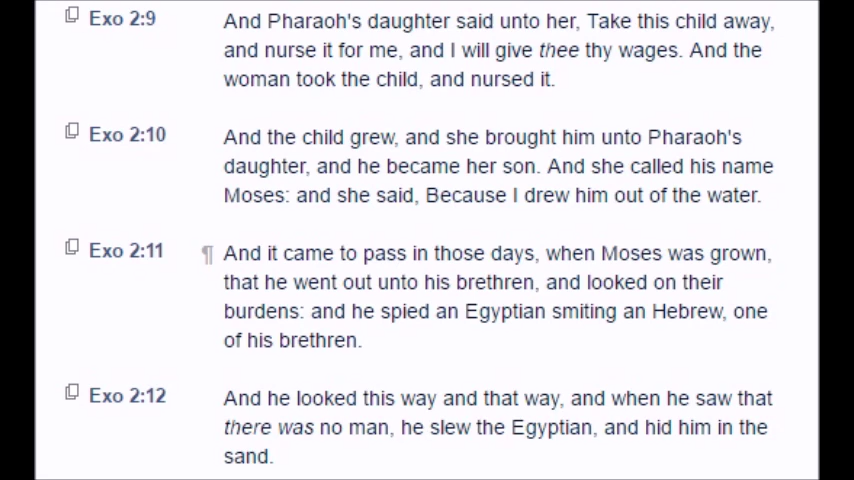 Exo 2:9 And Pharaoh's daughter said unto her, Take this child away,
and nurse it for me, and I will give thee thy wages. And the
woman took the child, and nursed it.
Exo 2:10 And the child grew, and she brought him unto Pharaoh's
daughter, and he became her son. And she called his name
Moses: and she said, Because I drew him out of the water.
Exo 2:11 ¶ And it came to pass in those days, when Moses was grown,
that he went out unto his brethren, and looked on their
burdens: and he spied an Egyptian smiting an Hebrew, one
of his brethren.
Exo 2:12 And he looked this way and that way, and when he saw that
there was no man, he slew the Egyptian, and hid him in the
sand.